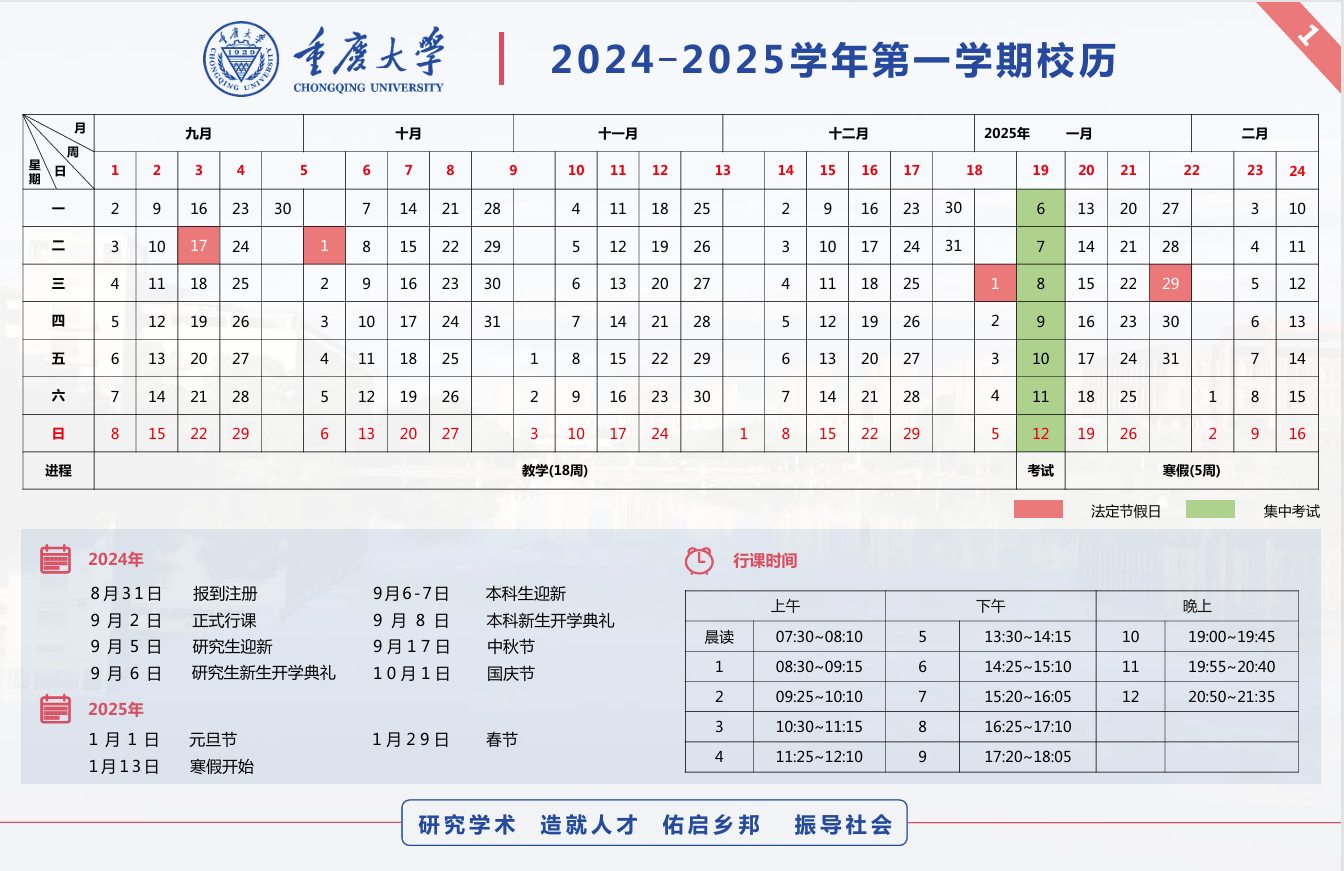 重庆大学
CHONGQING UNIVERSITY
1929
CHONGQING UNIVERSITY
2024-2025学年第一学期校历
1
月 周 日 星期 九月 十月 十一月 十二月 2025年 一月 二月
1 2 3 4 5 6 7 8 9 10 11 12 13 14 15 16 17 18 19 20 21 22 23 24
一 2 9 16 23 30 7 14 21 28 4 11 18 25 2 9 16 23 30 6 13 20 27 3 10
二 3 10 17 24 1 8 15 22 29 5 12 19 26 3 10 17 24 31 7 14 21 28 4 11
三 4 11 18 25 2 9 16 23 30 6 13 20 27 4 11 18 25 1 8 15 22 29 5 12
四 5 12 19 26 3 10 17 24 31 7 14 21 28 5 12 19 26 2 9 16 23 30 6 13
五 6 13 20 27 4 11 18 25 1 8 15 22 29 6 13 20 27 3 10 17 24 31 7 14
六 7 14 21 28 5 12 19 26 2 9 16 23 30 7 14 21 28 4 11 18 25 1 8 15
日 8 15 22 29 6 13 20 27 3 10 17 24 1 8 15 22 29 5 12 19 26 2 9 16
进程 教学(18周) 考试 寒假(5周)
法定节假日 集中考试
2024年
8月31日 报到注册 9月6-7日 本科生迎新
9月2日 正式行课 9月8日 本科新生开学典礼
9月5日 研究生迎新 9月17日 中秋节
9月6日 研究生新生开学典礼 10月1日 国庆节
2025年
1月1日 元旦节 1月29日 春节
1月13日 寒假开始
行课时间
上午 下午 晚上
晨读 07:30~08:10 5 13:30~14:15 10 19:00~19:45
1 08:30~09:15 6 14:25~15:10 11 19:55~20:40
2 09:25~10:10 7 15:20~16:05 12 20:50~21:35
3 10:30~11:15 8 16:25~17:10
4 11:25~12:10 9 17:20~18:05
研究学术 造就人才 佑启乡邦 振导社会